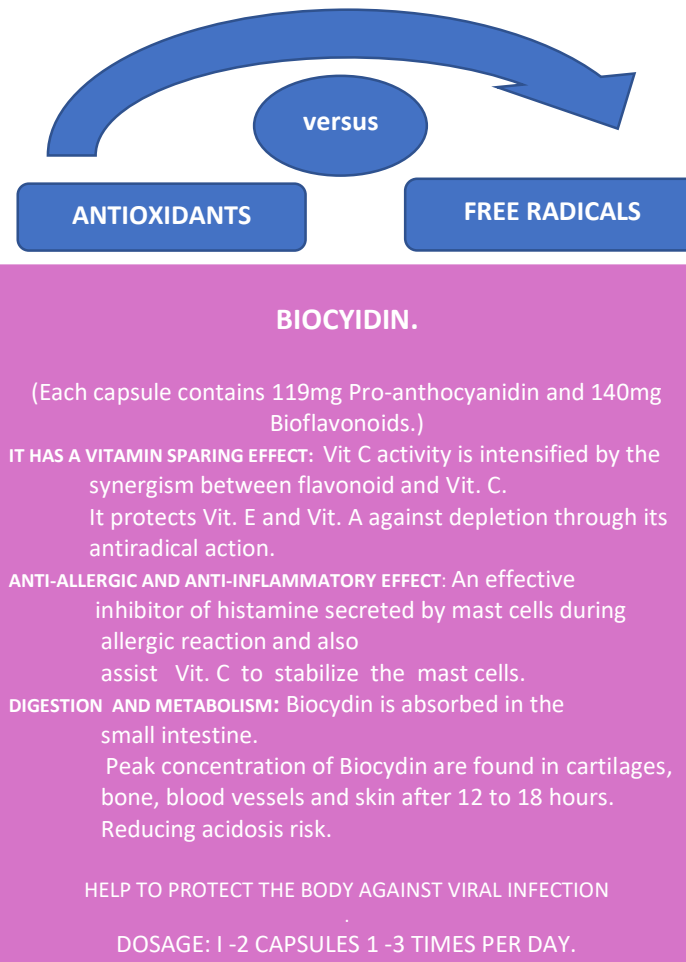 versus
ANTIOXIDANTS
FREE RADICALS
BIOCYIDIN.
(Each capsule contains 119mg Pro-anthocyanidin and 140mg
Bioflavonoids.)
IT HAS A VITAMIN SPARING EFFECT: Vit C activity is intensified by the
synergism between flavonoid and Vit. C.
It protects Vit. E and Vit. A against depletion through its
antiradical action.
ANTI-ALLERGIC AND ANTI-INFLAMMATORY EFFECT: An effective
inhibitor of histamine secreted by mast cells during
allergic reaction and also
assist Vit. C to stabilize the mast cells.
DIGESTION AND METABOLISM: Biocydin is absorbed in the
small intestine.
Peak concentration of Biocydin are found in cartilages,
bone, blood vessels and skin after 12 to 18 hours.
Reducing acidosis risk.
HELP TO PROTECT THE BODY AGAINST VIRAL INFECTION
.
DOSAGE: I -2 CAPSULES 1 -3 TIMES PER DAY.